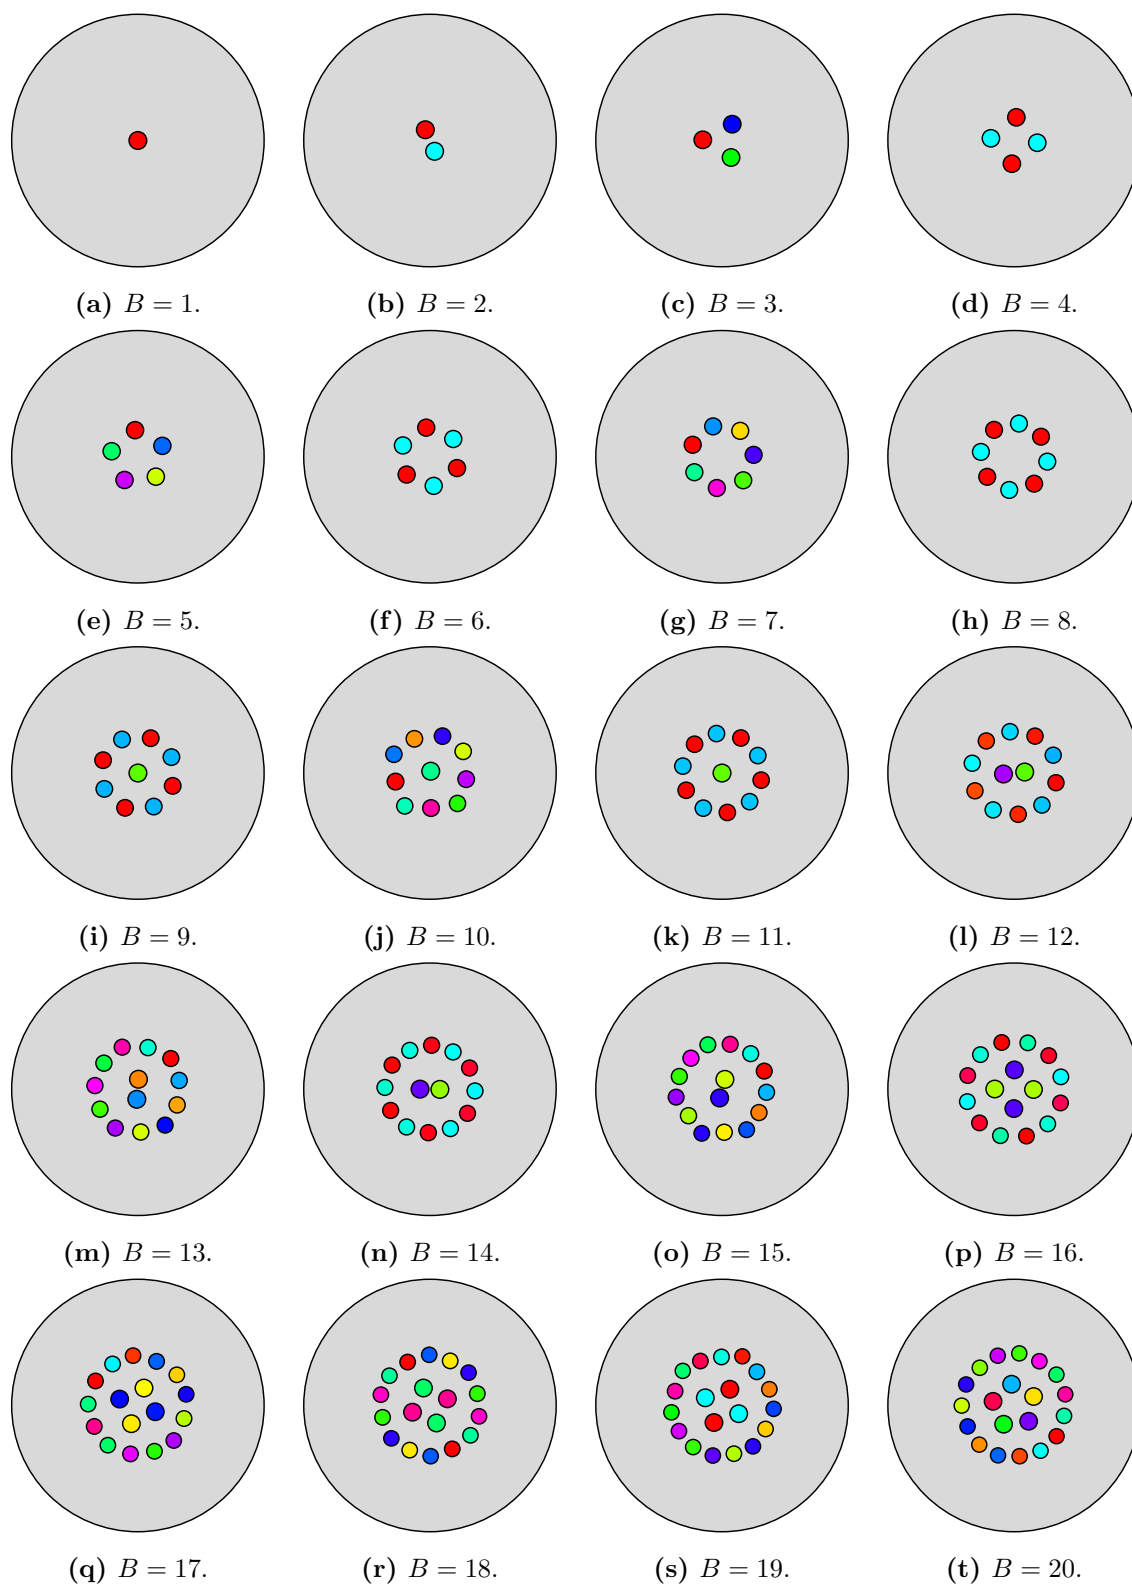 (a) B = 1. (b) B = 2. (c) B = 3. (d) B = 4.
(e) B = 5. (f) B = 6. (g) B = 7. (h) B = 8.
(i) B = 9. (j) B = 10. (k) B = 11. (l) B = 12.
(m) B = 13. (n) B = 14. (o) B = 15. (p) B = 16.
(q) B = 17. (r) B = 18. (s) B = 19. (t) B = 20.